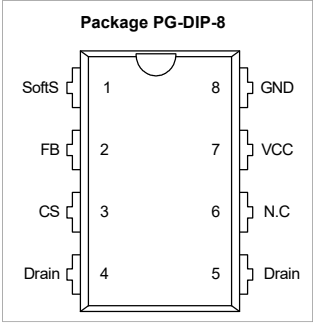 Package PG-DIP-8
SoftS 1 8 GND
FB 2 7 VCC
CS 3 6 N.C
Drain 4 5 Drain